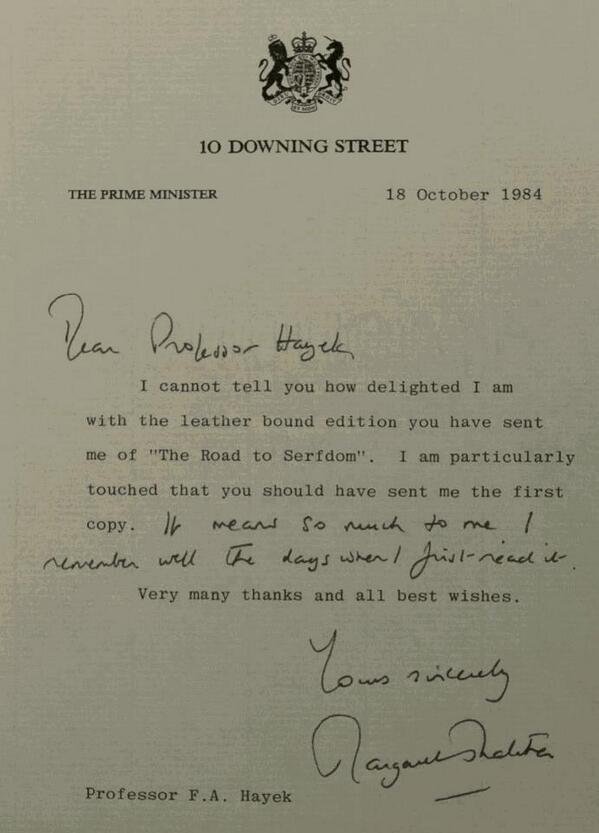 10 DOWNING STREET
THE PRIME MINISTER 18 October 1984
Dear Professor Hayek,
I cannot tell you how delighted I am
with the leather bound edition you have sent
me of "The Road to Serfdom". I am particularly
touched that you should have sent me the first
copy. It means so much to me I
remember well the days when I first read it.
Very many thanks and all best wishes.
Yours sincerely
Margaret Thatcher
Professor F.A. Hayek